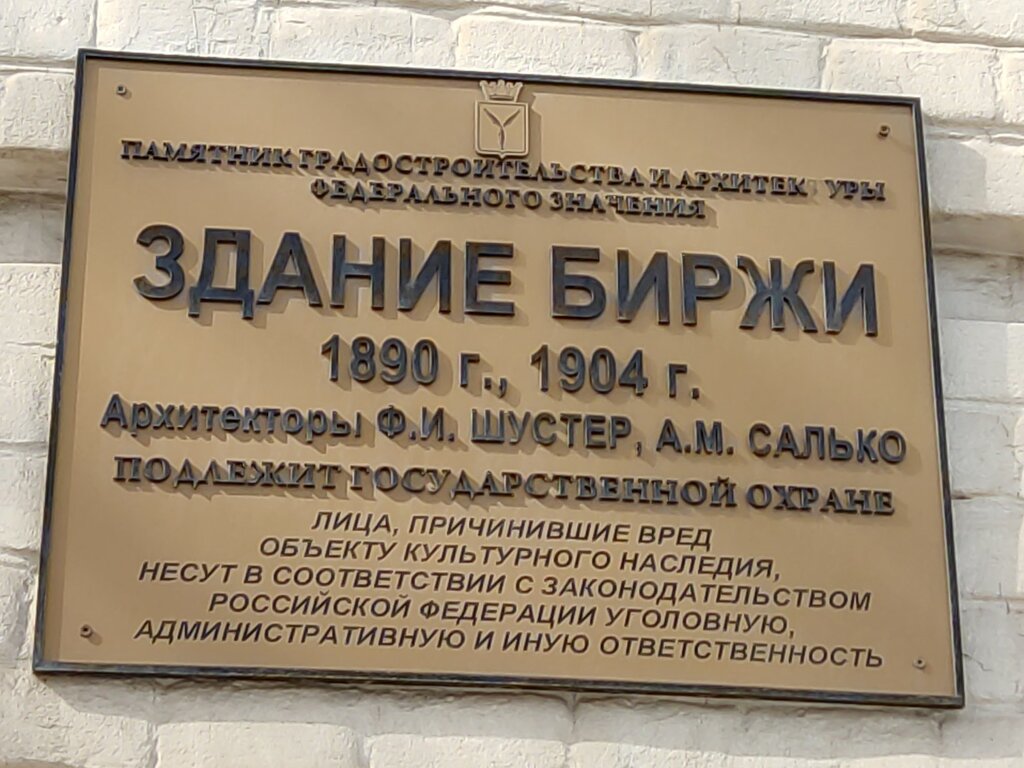 ПАМЯТНИК ГРАДОСТРОИТЕЛЬСТВА И АРХИТЕК УРЫ
ФЕДЕРАЛЬНОГО ЗНАЧЕНИЯ
ЗДАНИЕ БИРЖИ
1890 г., 1904 г.
Архитекторы Ф.И. ШУСТЕР, А.М. САЛЬКО
ПОДЛЕЖИТ ГОСУДАРСТВЕННОЙ ОХРАНЕ
ЛИЦА, ПРИЧИНИВШИЕ ВРЕД
ОБЪЕКТУ КУЛЬТУРНОГО НАСЛЕДИЯ,
НЕСУТ В СООТВЕТСТВИИ С ЗАКОНОДАТЕЛЬСТВОМ
РОССИЙСКОЙ ФЕДЕРАЦИИ УГОЛОВНУЮ,
АДМИНИСТРАТИВНУЮ И ИНУЮ ОТВЕТСТВЕННОСТЬ